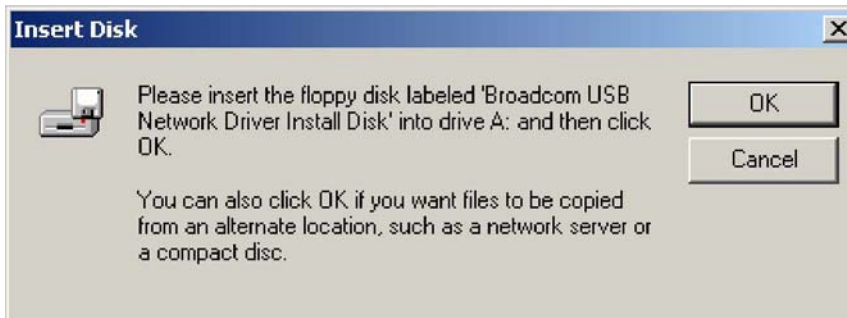 Insert Disk
Please insert the floppy disk labeled 'Broadcom USB
Network Driver Install Disk' into drive A: and then click
OK.
You can also click OK if you want files to be copied
from an alternate location, such as a network server or
a compact disc.
OK
Cancel